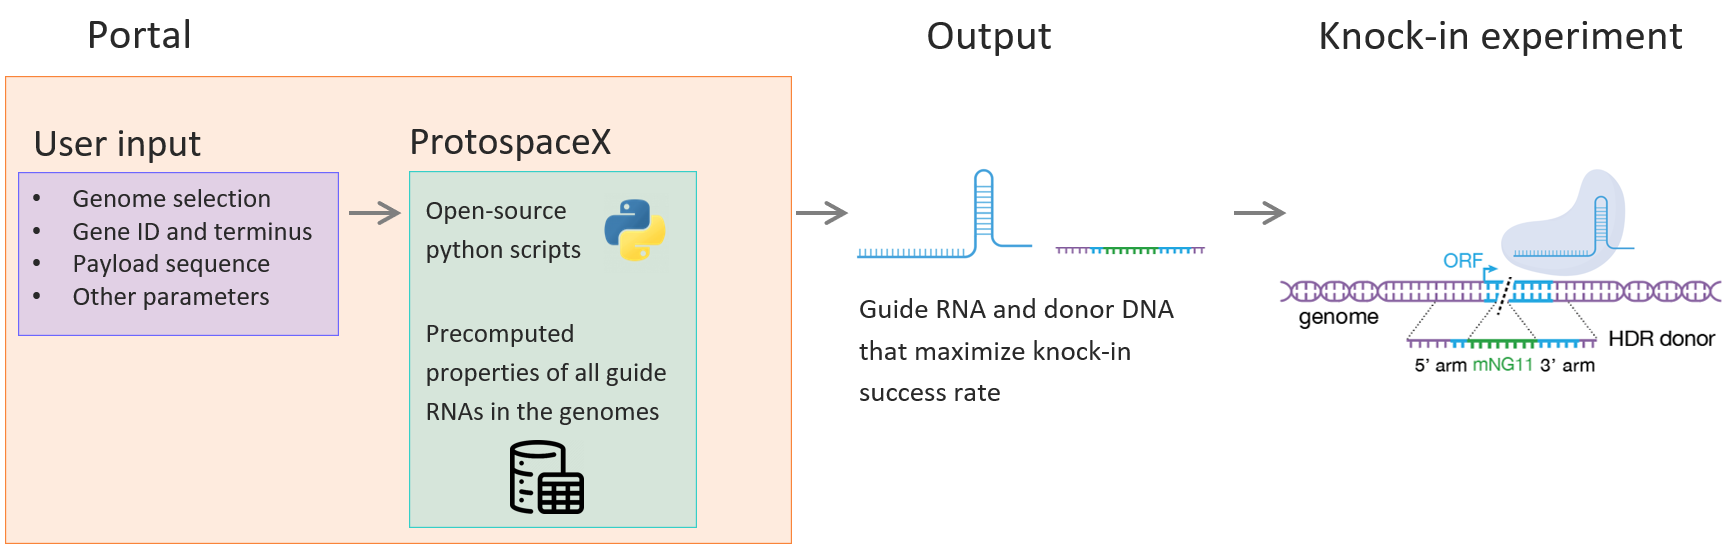 Portal
Output
Knock-in experiment
User input
• Genome selection
• Gene ID and terminus
• Payload sequence
• Other parameters
ProtospaceX
Open-source
python scripts
Precomputed
properties of all guide
RNAs in the genomes
Guide RNA and donor DNA
that maximize knock-in
success rate
ORF
genome
HDR donor
5’ arm mNG11 3’ arm